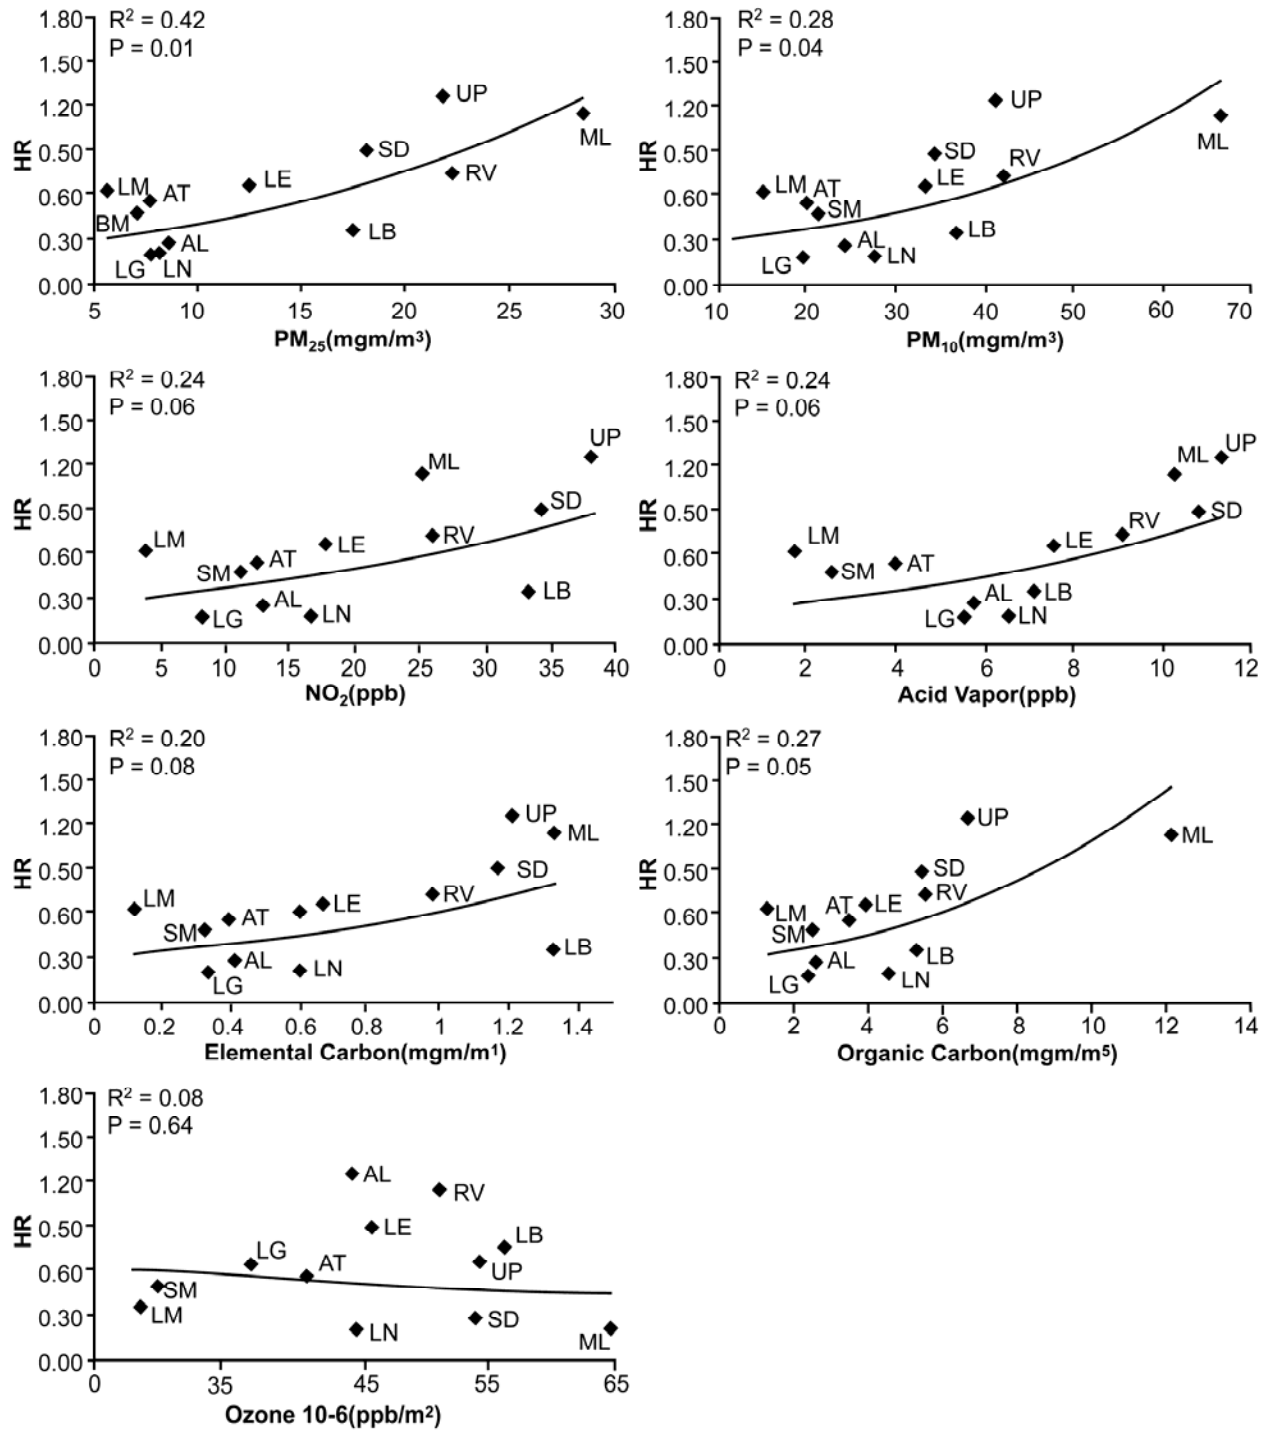 R² = 0.42
P = 0.01
1.80
1.50
1.20
0.50
0.60
0.30
0.00
HR
UP
ML
SD
RV
LM
AT
LE
BM
LB
AL
LG
LN
5 10 15 20 25 30
PM₂₅(mgm/m³)
R² = 0.28
P = 0.04
1.80
1.50
1.20
0.50
0.60
0.30
0.00
HR
UP
ML
SD
RV
LE
LM
AT
SM
LB
AL
LN
LG
10 20 30 40 50 60 70
PM₁₀(mgm/m³)
R² = 0.24
P = 0.06
1.80
1.50
1.20
0.50
0.60
0.30
0.00
HR
UP
ML
SD
RV
LM
LE
AT
SM
LB
AL
LG
LN
0 5 10 15 20 25 30 35 40
NO₂(ppb)
R² = 0.24
P = 0.06
1.80
1.50
1.20
0.50
0.60
0.30
0.00
HR
UP
ML
SD
RV
LM
LE
AT
SM
LB
AL
LG
LN
0 2 4 6 8 10 12
Acid Vapor(ppb)
R² = 0.20
P = 0.08
1.80
1.50
1.20
0.50
0.60
0.30
0.00
HR
UP
ML
SD
LM
RV
LE
AT
SM
LB
AL
LN
LG
0 0.2 0.4 0.6 0.8 1 1.2 1.4
Elemental Carbon(mgm/m¹)
R² = 0.27
P = 0.05
1.80
1.50
1.20
0.50
0.60
0.30
0.00
HR
UP
ML
SD
RV
LM
AT
LE
SM
LB
AL
LN
LG
0 2 4 6 8 10 12 14
Organic Carbon(mgm/m⁵)
R² = 0.08
P = 0.64
1.80
1.50
1.20
0.50
0.60
0.30
0.00
HR
AL
RV
LE
LB
LG
AT
UP
SM
LM
SD
LN
ML
0 35 45 55 65
Ozone 10-6(ppb/m²)